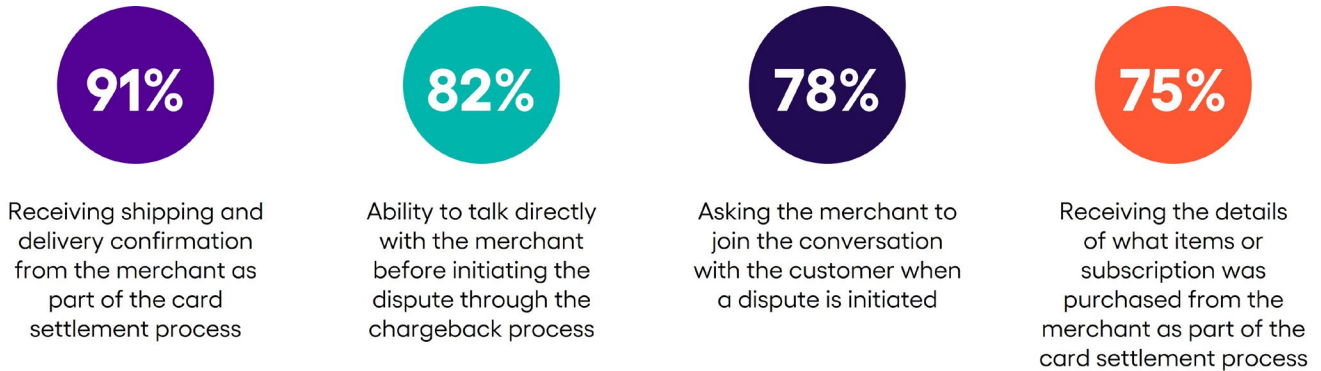 91%
Receiving shipping and
delivery confirmation
from the merchant as
part of the card
settlement process
82%
Ability to talk directly
with the merchant
before initiating the
dispute through the
chargeback process
78%
Asking the merchant to
join the conversation
with the customer when
a dispute is initiated
75%
Receiving the details
of what items or
subscription was
purchased from the
merchant as part of the
card settlement process